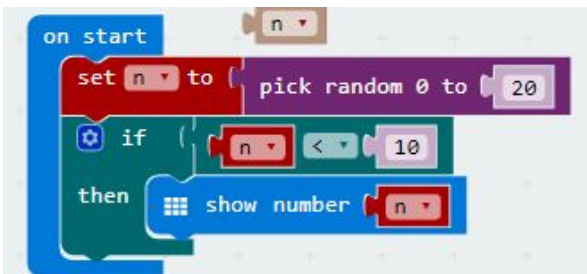 n
on start
set n to pick random 0 to 20
if n < 10
then show number n